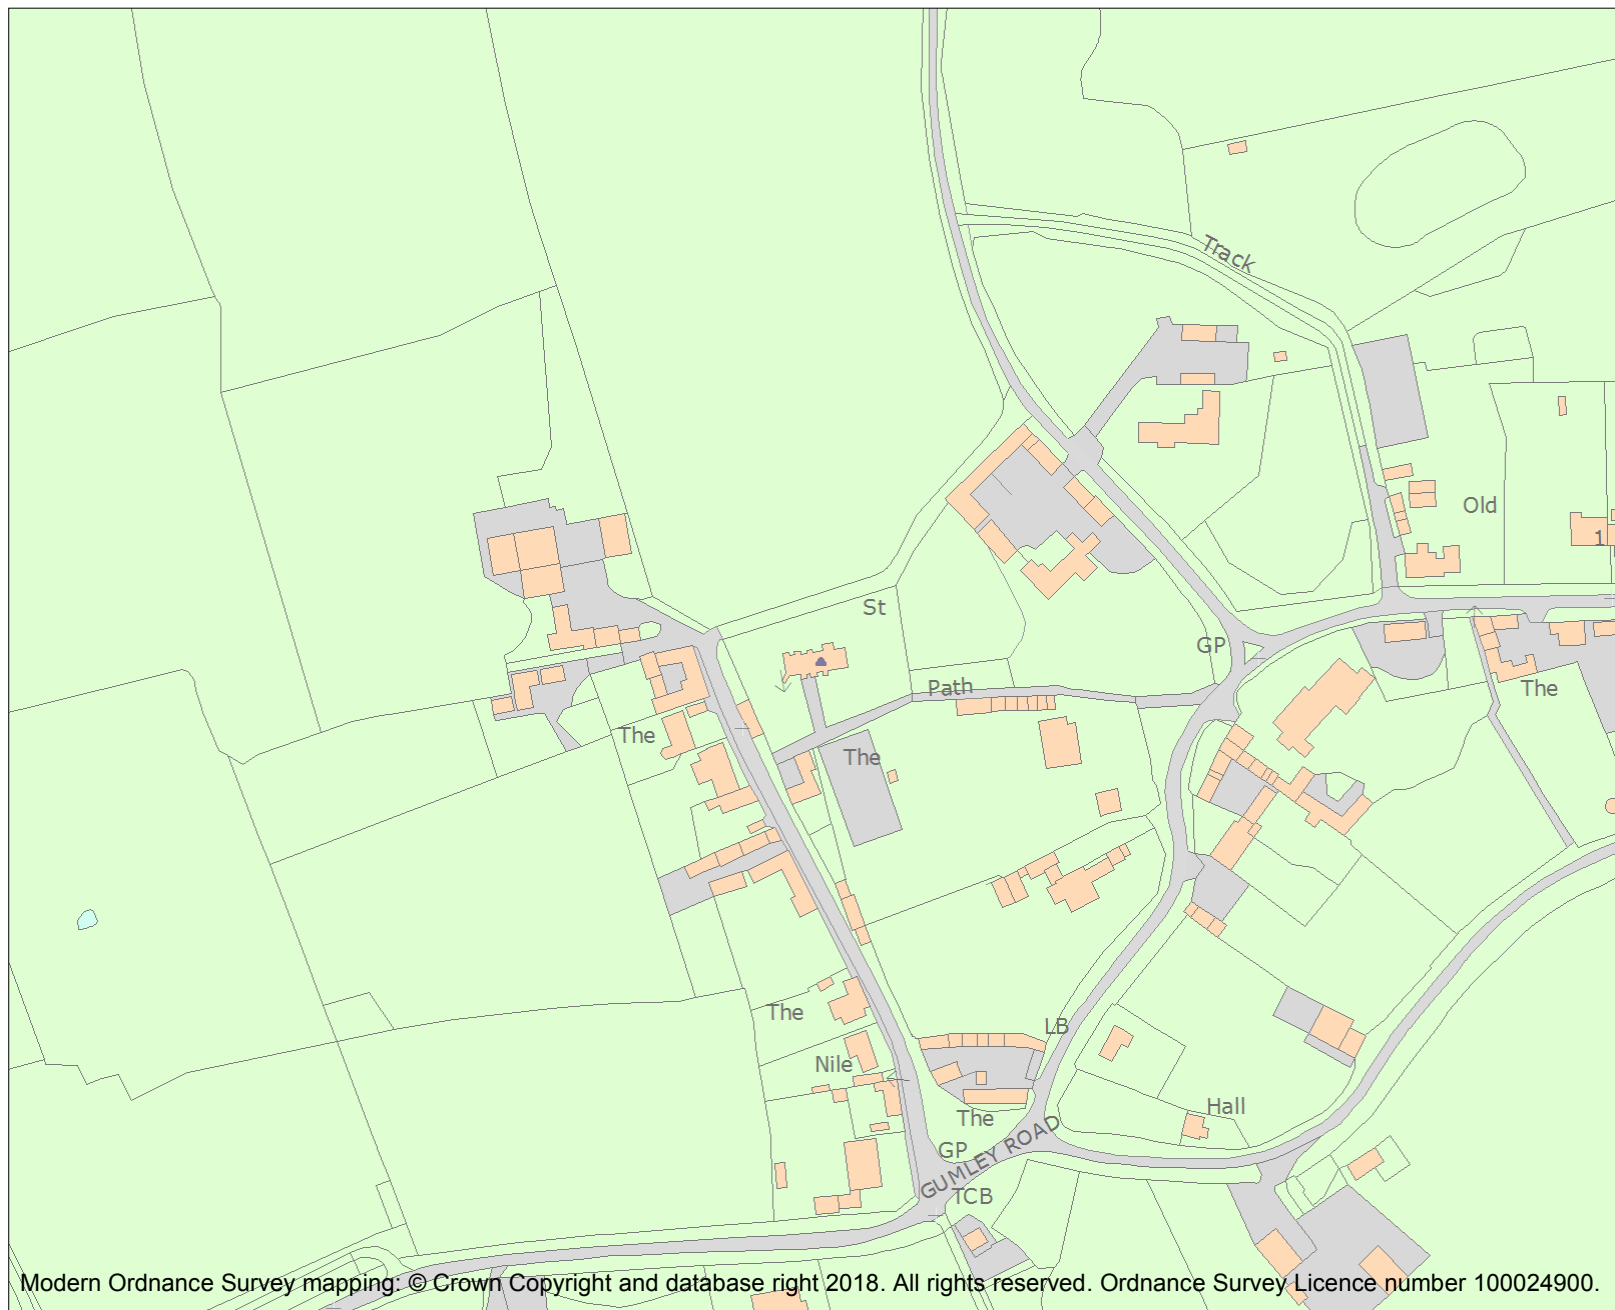 Track
Old
1
St
GP
Path
The
The
The
The
LB
Nile
Hall
The
GP
GUMLEY ROAD
TCB
Modern Ordnance Survey mapping: © Crown Copyright and database right 2018. All rights reserved. Ordnance Survey Licence number 100024900.